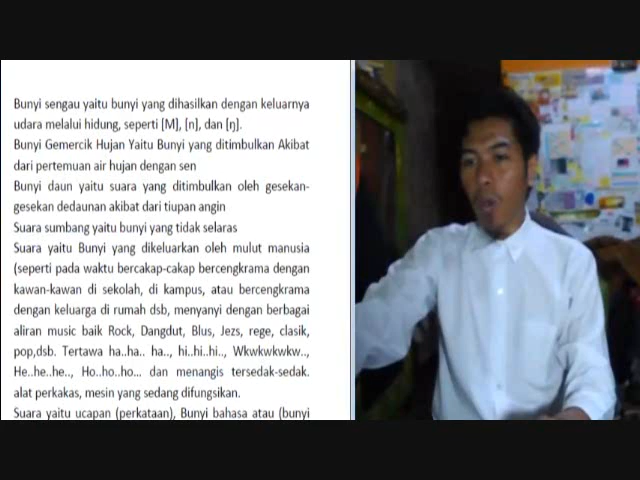 Bunyi sengau yaitu bunyi yang dihasilkan dengan keluarnya
udara melalui hidung, seperti [M], [n], dan [ŋ].
Bunyi Gemercik Hujan Yaitu Bunyi yang ditimbulkan Akibat
dari pertemuan air hujan dengan sen
Bunyi daun yaitu suara yang ditimbulkan oleh gesekan-
gesekan dedaunan akibat dari tiupan angin
Suara sumbang yaitu bunyi yang tidak selaras
Suara yaitu Bunyi yang dikeluarkan oleh mulut manusia
(seperti pada waktu bercakap-cakap bercengkrama dengan
kawan-kawan di sekolah, di kampus, atau bercengkrama
dengan keluarga di rumah dsb, menyanyi dengan berbagai
aliran music baik Rock, Dangdut, Blus, Jezs, rege, clasik,
pop,dsb. Tertawa ha..ha.. ha.., hi..hi..hi.., Wkwkwkwkw..,
He..he..he.., Ho..ho..ho... dan menangis tersedak-sedak.
alat perkakas, mesin yang sedang difungsikan.
Suara yaitu ucapan (perkataan), Bunyi bahasa atau (bunyi